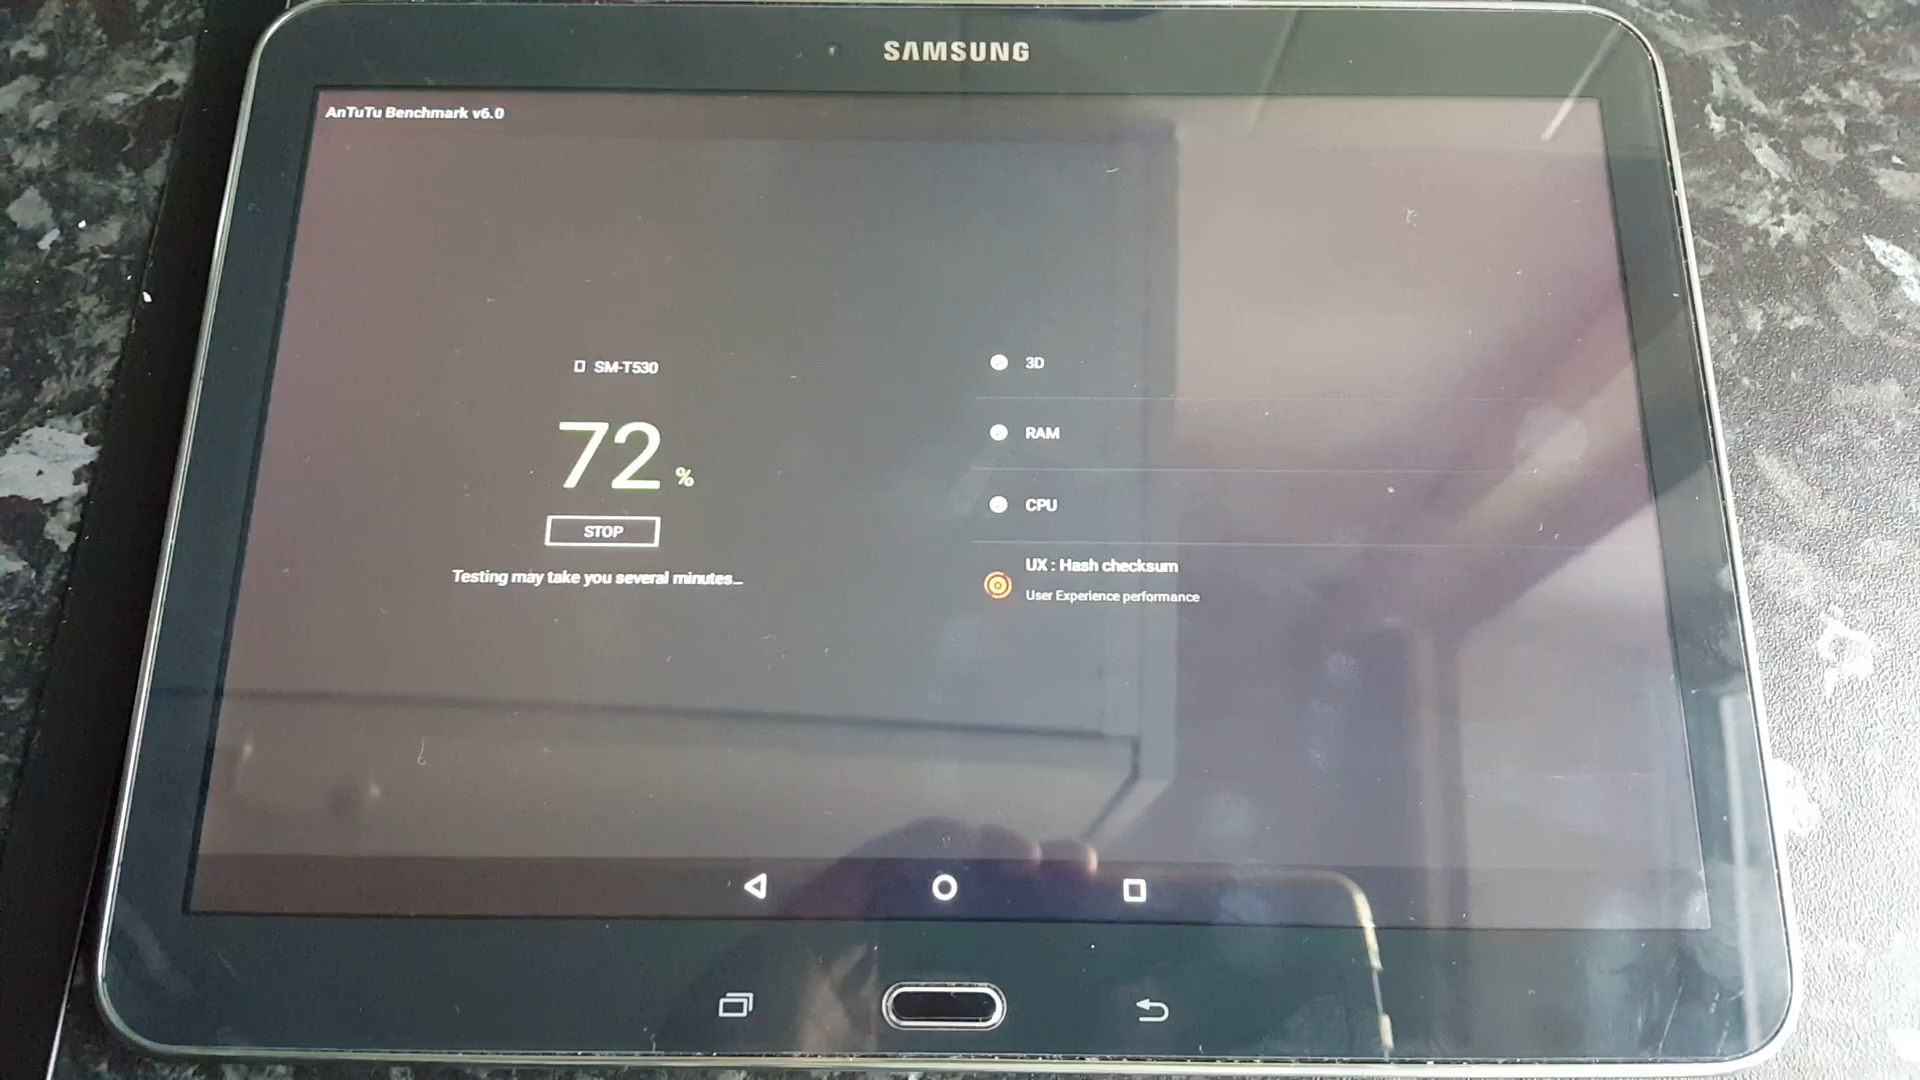 SAMSUNG
AnTuTu Benchmark v6.0
SM-T530
72 %
STOP
Testing may take you several minutes...
3D
RAM
CPU
UX : Hash checksum
User Experience performance